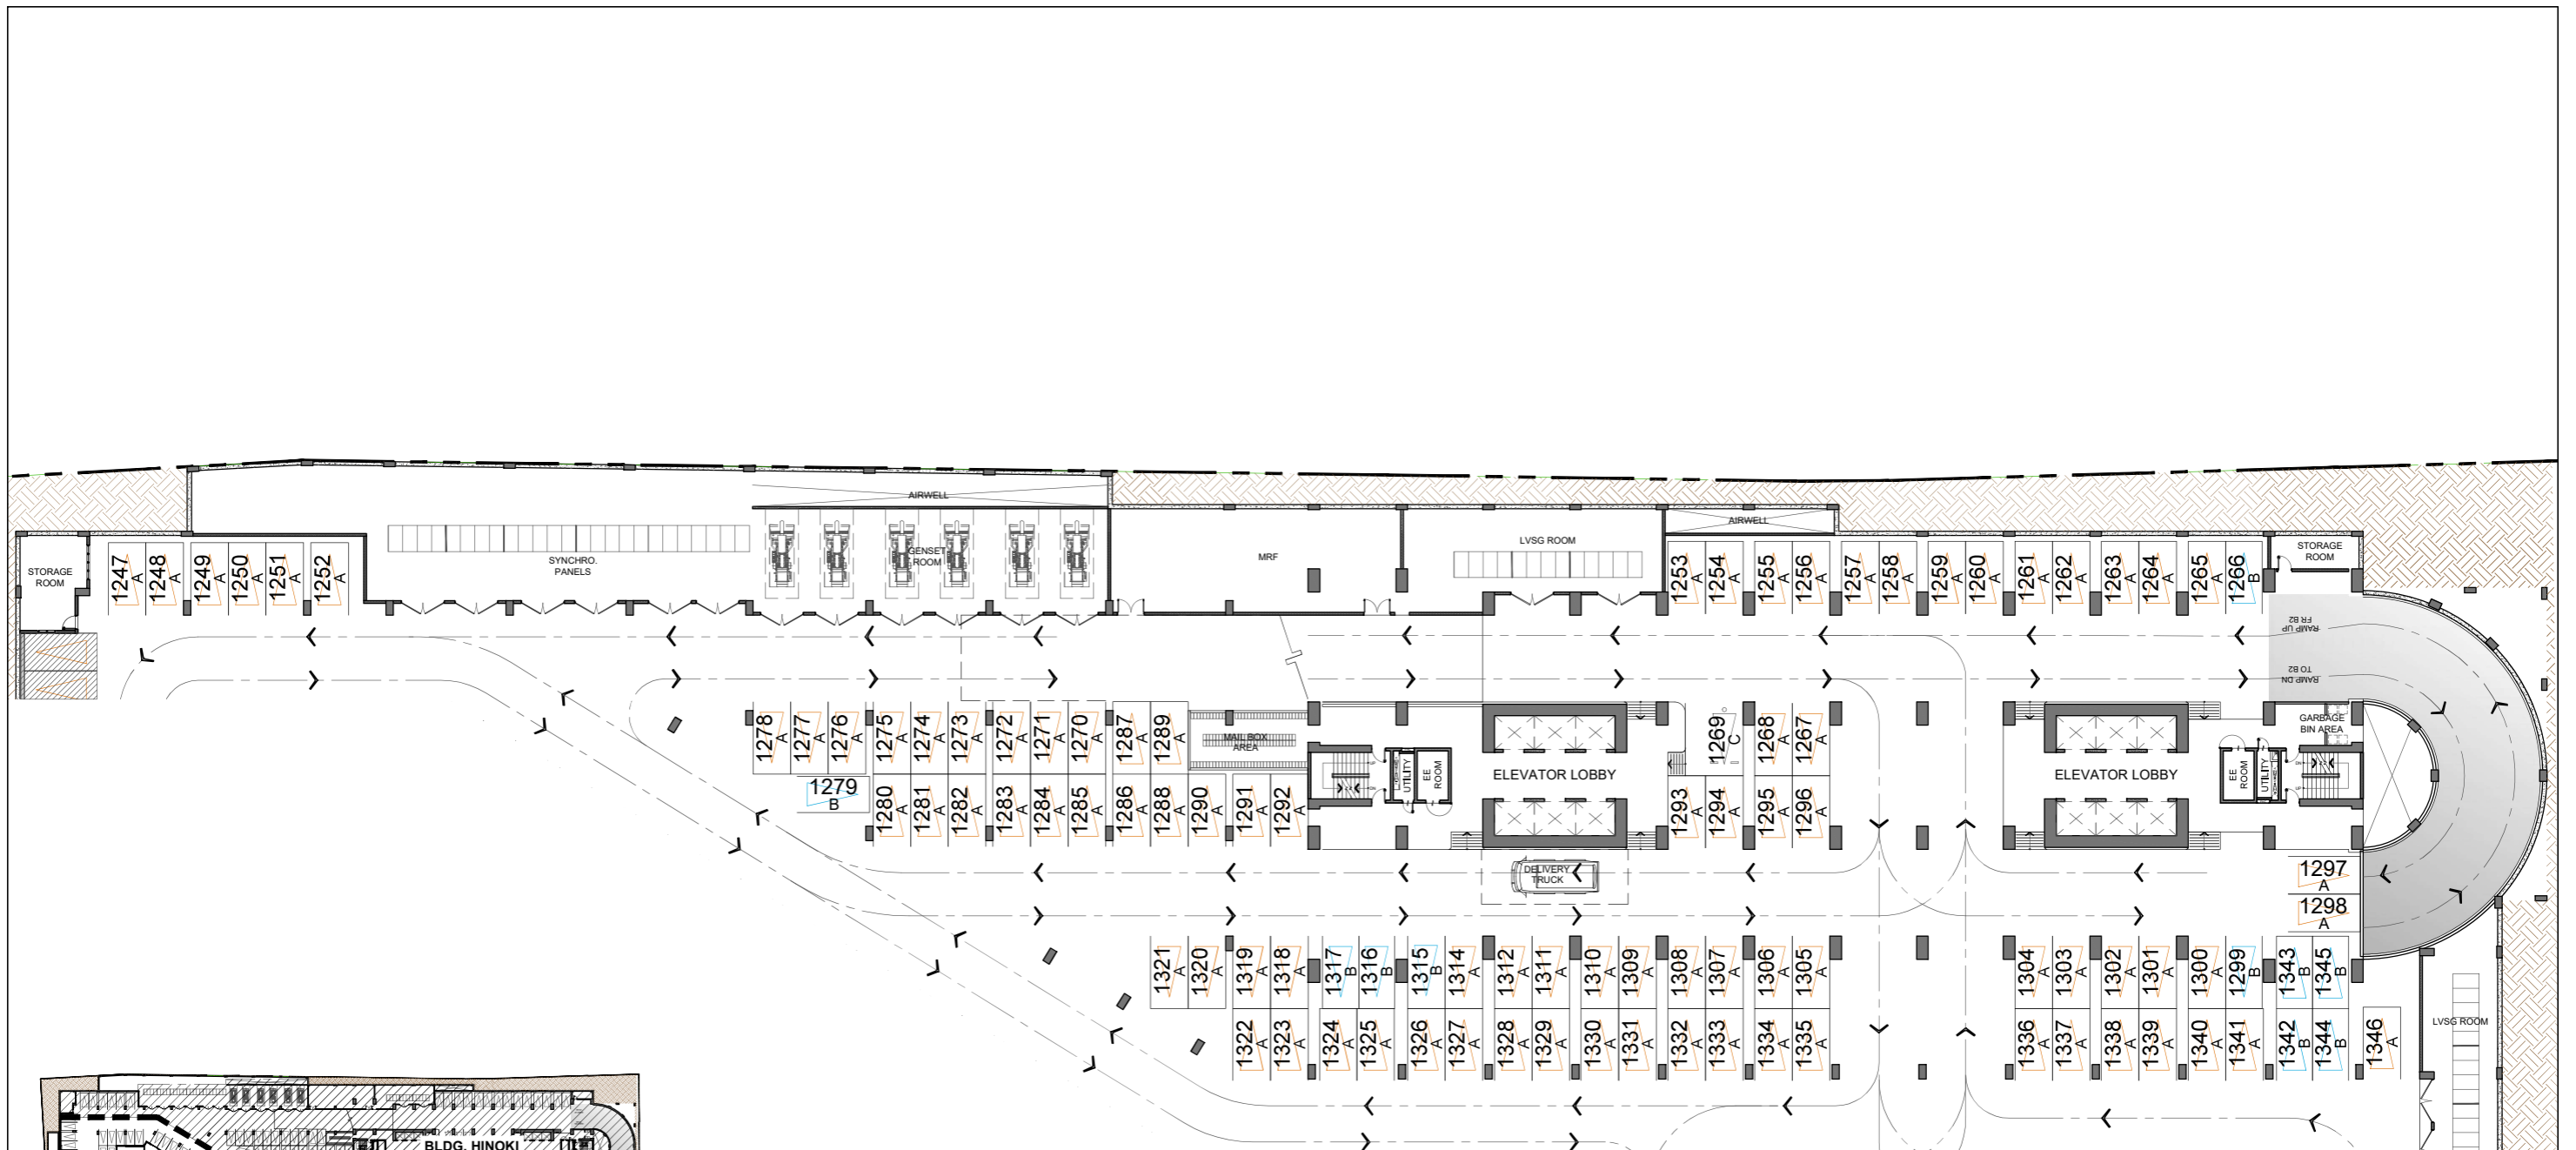 AIRWELL
AIRWELL
STORAGE
ROOM
1247
A
1248
A
1249
A
1250
A
1251
A
1252
A
SYNCHRO.
PANELS
GENSET
ROOM
MRF
LVSG ROOM
1253
A
1254
A
1255
A
1256
A
1257
A
1258
A
1259
A
1260
A
1261
A
1262
A
1263
A
1264
A
1265
A
1266
B
STORAGE
ROOM
RAMP UP
FR B2
RAMP DN
TO B2
1278
A
1277
A
1276
A
1275
A
1274
A
1273
A
1272
A
1271
A
1270
A
1287
A
1289
A
MAIL BOX
AREA
1269
C
1268
A
1267
A
GARBAGE
BIN AREA
UTILITY
EE
ROOM
ELEVATOR LOBBY
ELEVATOR LOBBY
EE
ROOM
UTILITY
UP
DN
DN
UP
1279
B
1280
A
1281
A
1282
A
1283
A
1284
A
1285
A
1286
A
1288
A
1290
A
1291
A
1292
A
1293
A
1294
A
1295
A
1296
A
DELIVERY
TRUCK
1297
A
1298
A
1321
A
1320
A
1319
A
1318
A
1317
B
1316
B
1315
B
1314
A
1312
A
1311
A
1310
A
1309
A
1308
A
1307
A
1306
A
1305
A
1304
A
1303
A
1302
A
1301
A
1300
A
1299
B
1343
B
1345
B
1322
A
1323
A
1324
A
1325
A
1326
A
1327
A
1328
A
1329
A
1330
A
1331
A
1332
A
1333
A
1334
A
1335
A
1336
A
1337
A
1338
A
1339
A
1340
A
1341
A
1342
B
1344
B
1346
A
LVSG ROOM
BLDG. HINOKI